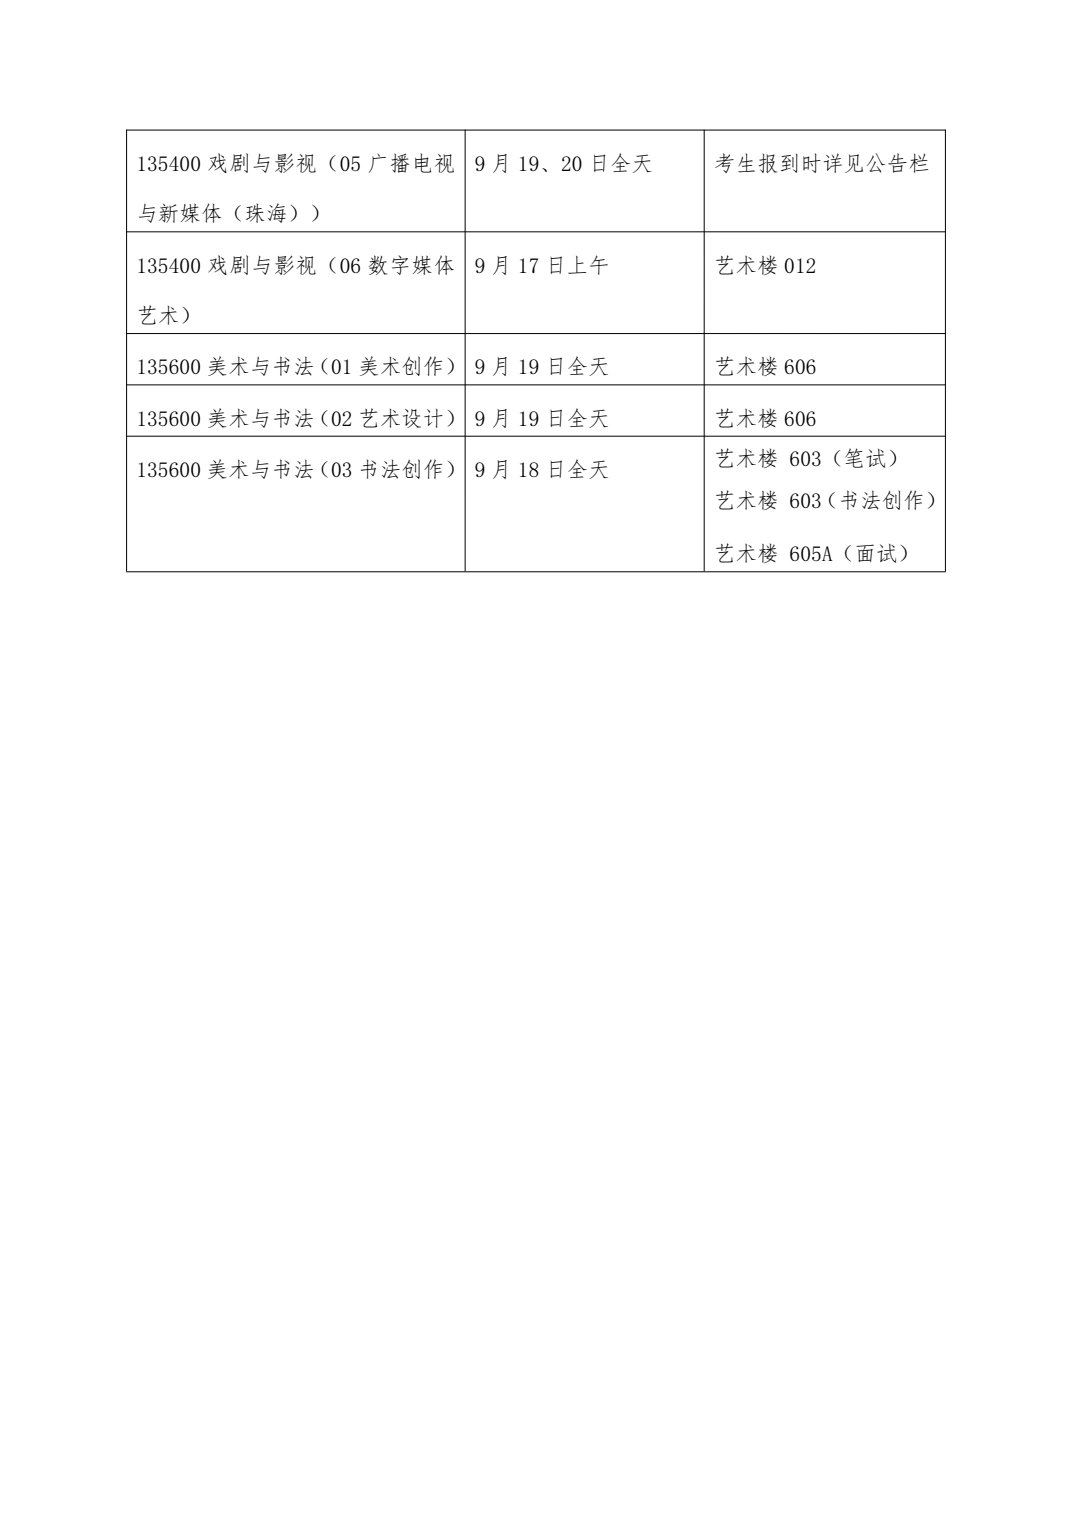 135400 戏剧与影视（05 广播电视 9 月 19、20 日全天 考生报到时详见公告栏
与新媒体（珠海））
135400 戏剧与影视（06 数字媒体 9 月 17 日上午 艺术楼 012
艺术）
135600 美术与书法（01 美术创作） 9 月 19 日全天 艺术楼 606
135600 美术与书法（02 艺术设计） 9 月 19 日全天 艺术楼 606
135600 美术与书法（03 书法创作） 9 月 18 日全天 艺术楼 603（笔试）
艺术楼 603（书法创作）
艺术楼 605A（面试）